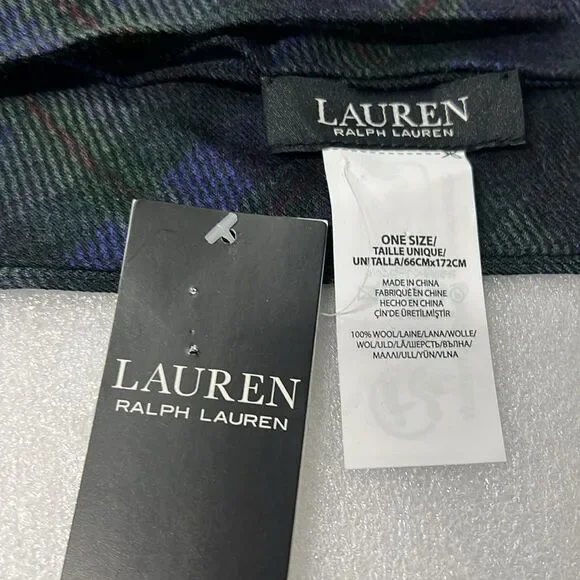 LAUREN
RALPH LAUREN
ONE SIZE/
TAILLE UNIQUE/
UNI TALLA/66CMx172CM
MADE IN CHINA
FABRIQUÉ EN CHINE
HECHO EN CHINA
ÇİN'DE ÜRETİLMİŞTİR
100% WOOL/LAINE/LANA/WOLLE/
WOL/ULD/LÃ/ШЕРСТЬ/ВЪЛНА/
ΜΑΛΛΙ/ULL/YÜN/VLNA
LAUREN
RALPH LAUREN